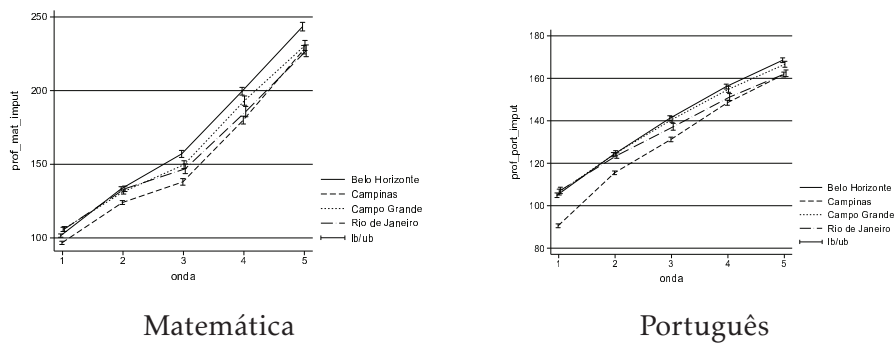 250
200
150
100
prof_mat_imput
1 2 3 4 5
onda
Belo Horizonte
Campinas
Campo Grande
Rio de Janeiro
lb/ub
Matemática
180
160
140
120
100
80
prof_port_imput
1 2 3 4 5
onda
Belo Horizonte
Campinas
Campo Grande
Rio de Janeiro
lb/ub
Português